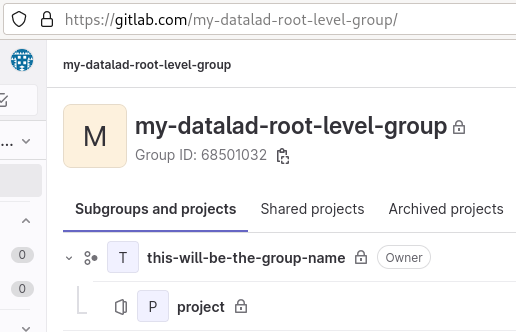 https://gitlab.com/my-datalad-root-level-group/
my-datalad-root-level-group
M
my-datalad-root-level-group
Group ID: 68501032
...
Subgroups and projects Shared projects Archived projects
0
T this-will-be-the-group-name Owner
0
P project